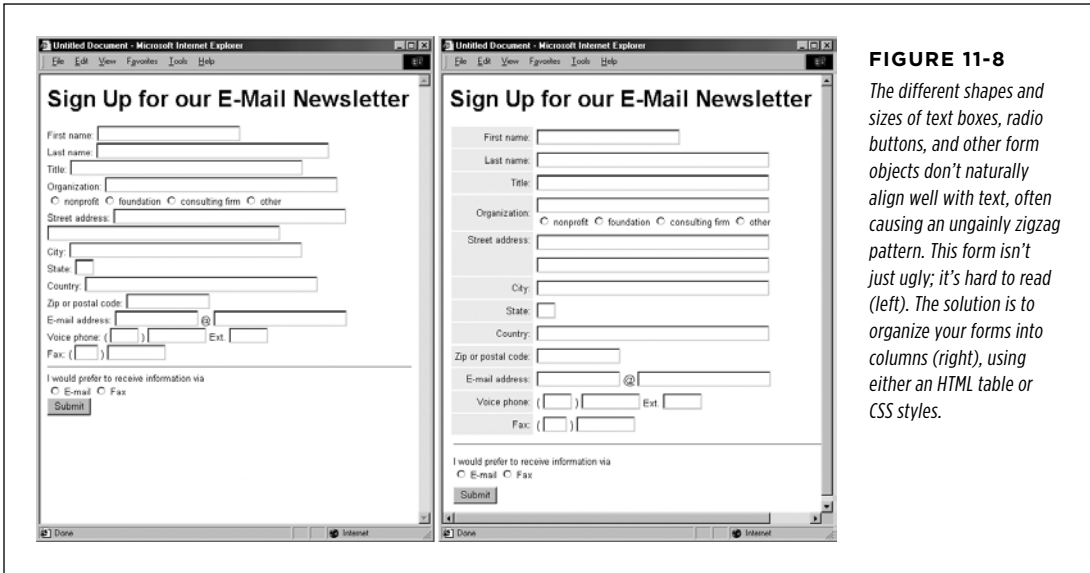 Untitled Document - Microsoft Internet Explorer
File Edit View Favorites Tools Help
Sign Up for our E-Mail Newsletter
First name:
Last name:
Title:
Organization:
nonprofit foundation consulting firm other
Street address:
City:
State:
Country:
Zip or postal code:
E-mail address: @
Voice phone: ( ) Ext.
Fax: ( )
I would prefer to receive information via
E-mail Fax
Submit
Done Internet
Untitled Document - Microsoft Internet Explorer
File Edit View Favorites Tools Help
Sign Up for our E-Mail Newsletter
First name:
Last name:
Title:
Organization:
nonprofit foundation consulting firm other
Street address:
City:
State:
Country:
Zip or postal code:
E-mail address: @
Voice phone: ( ) Ext.
Fax: ( )
I would prefer to receive information via
E-mail Fax
Submit
Done Internet
FIGURE 11-8
The different shapes and
sizes of text boxes, radio
buttons, and other form
objects don’t naturally
align well with text, often
causing an ungainly zigzag
pattern. This form isn’t
just ugly; it’s hard to read
(left). The solution is to
organize your forms into
columns (right), using
either an HTML table or
CSS styles.